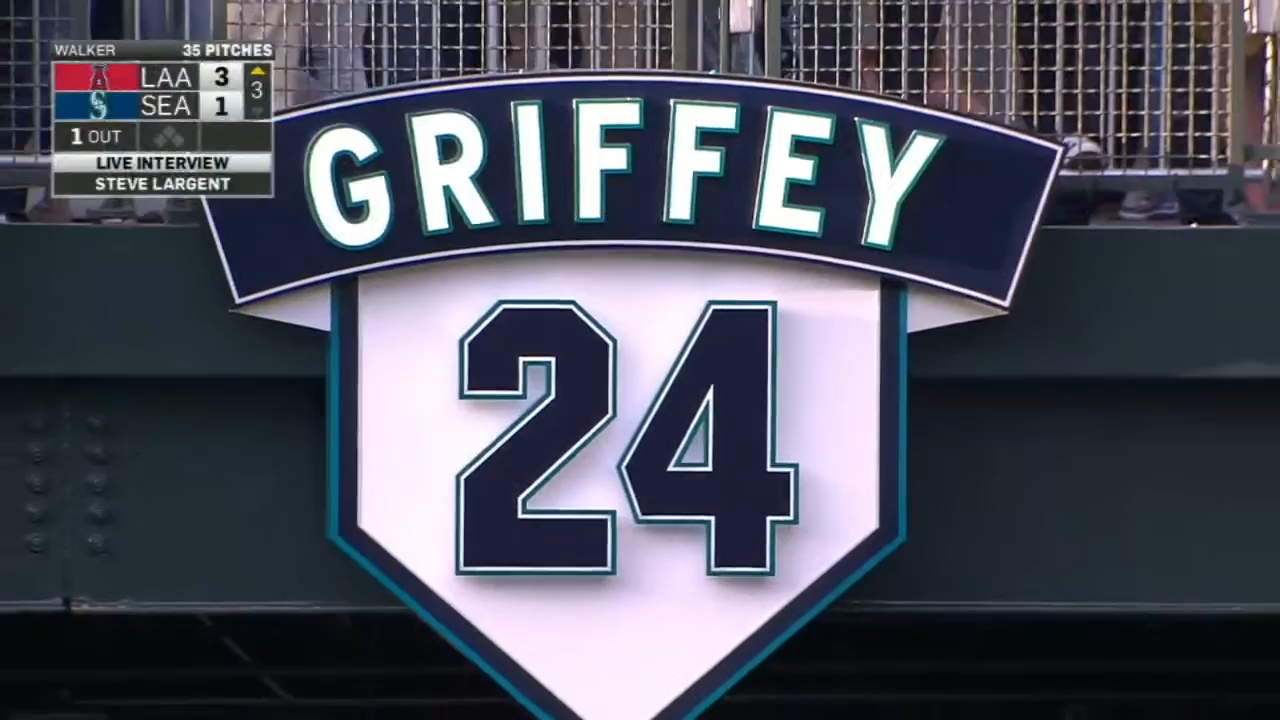 WALKER 35 PITCHES
LAA 3
SEA 1
3
1 OUT
LIVE INTERVIEW
STEVE LARGENT
GRIFFEY
24